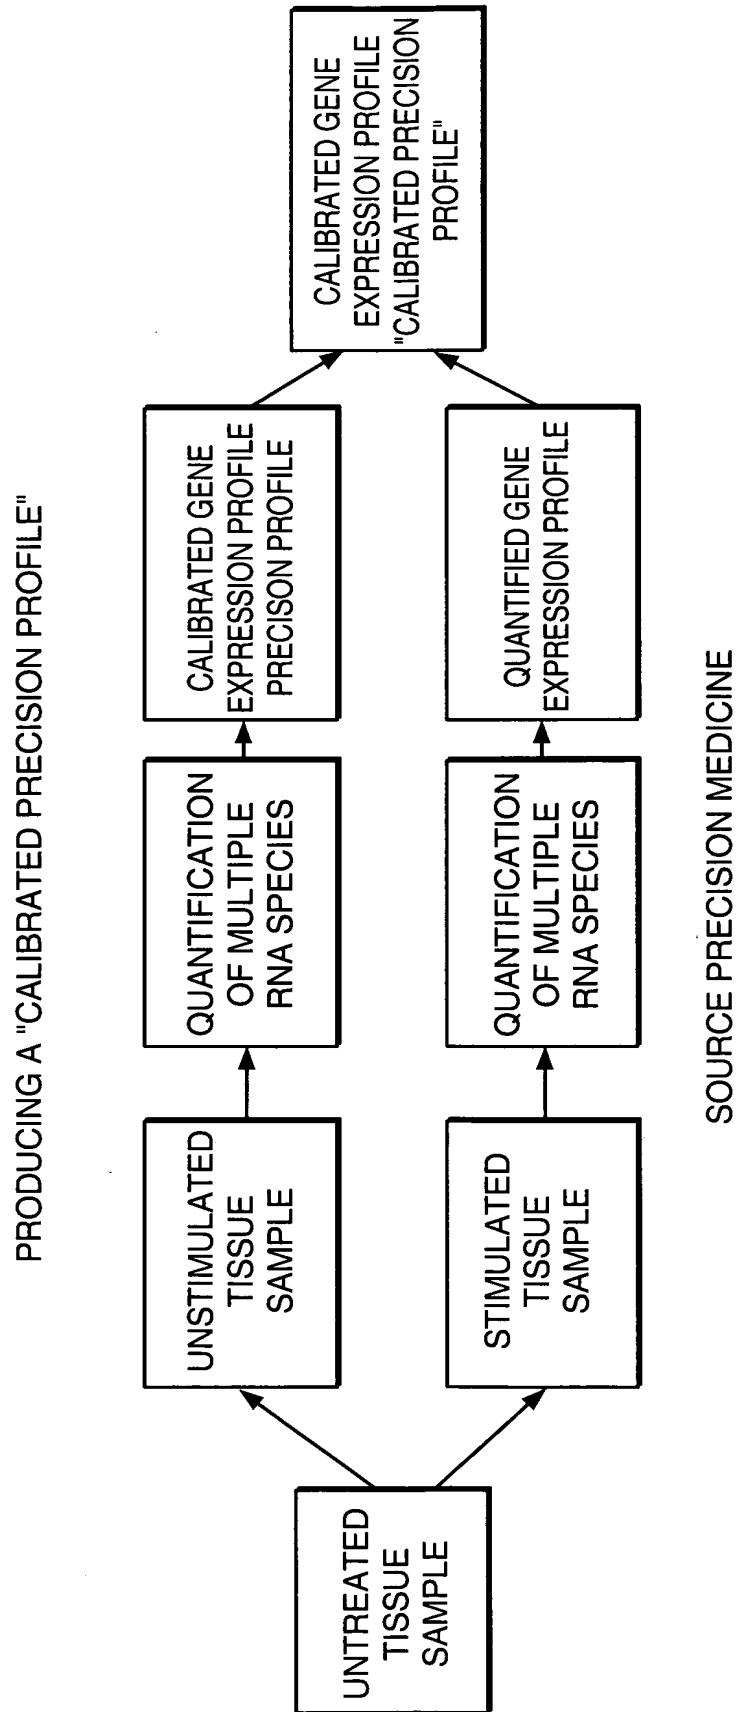 PRODUCING A "CALIBRATED PRECISION PROFILE"
UNTREATED
TISSUE
SAMPLE
UNSTIMULATED
TISSUE
SAMPLE
QUANTIFICATION
OF MULTIPLE
RNA SPECIES
CALIBRATED GENE
EXPRESSION PROFILE
PRECISON PROFILE
STIMULATED
TISSUE
SAMPLE
QUANTIFICATION
OF MULTIPLE
RNA SPECIES
QUANTIFIED GENE
EXPRESSION PROFILE
CALIBRATED GENE
EXPRESSION PROFILE
"CALIBRATED PRECISION
PROFILE"
SOURCE PRECISION MEDICINE